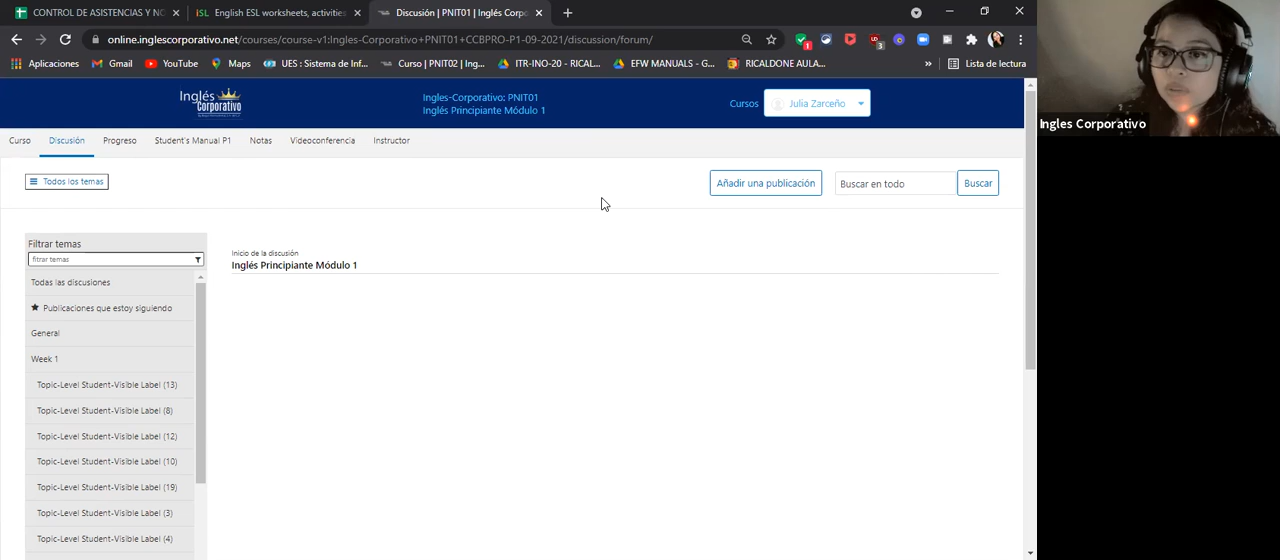 CONTROL DE ASISTENCIAS Y NO
iSL English ESL worksheets, activities
Discusión | PNIT01 | Inglés Corpo
online.inglescorporativo.net/courses/course-v1:Ingles-Corporativo+PNIT01+CCBPRO-P1-09-2021/discussion/forum/
Aplicaciones
Gmail
YouTube
Maps
UES : Sistema de Inf...
Curso | PNIT02 | Ing...
ITR-INO-20 - RICAL...
EFW MANUALS - G...
RICALDONE AULA...
»
Lista de lectura
Inglés
Corporativo
Ingles-Corporativo: PNIT01
Inglés Principiante Módulo 1
Cursos
Julia Zarceño
Ingles Corporativo
Curso
Discusión
Progreso
Student's Manual P1
Notas
Videoconferencia
Instructor
Todos los temas
Añadir una publicación
Buscar en todo
Buscar
Filtrar temas
filtrar temas
Inicio de la discusión
Inglés Principiante Módulo 1
Todas las discusiones
Publicaciones que estoy siguiendo
General
Week 1
Topic-Level Student-Visible Label (13)
Topic-Level Student-Visible Label (8)
Topic-Level Student-Visible Label (12)
Topic-Level Student-Visible Label (10)
Topic-Level Student-Visible Label (19)
Topic-Level Student-Visible Label (3)
Topic-Level Student-Visible Label (4)